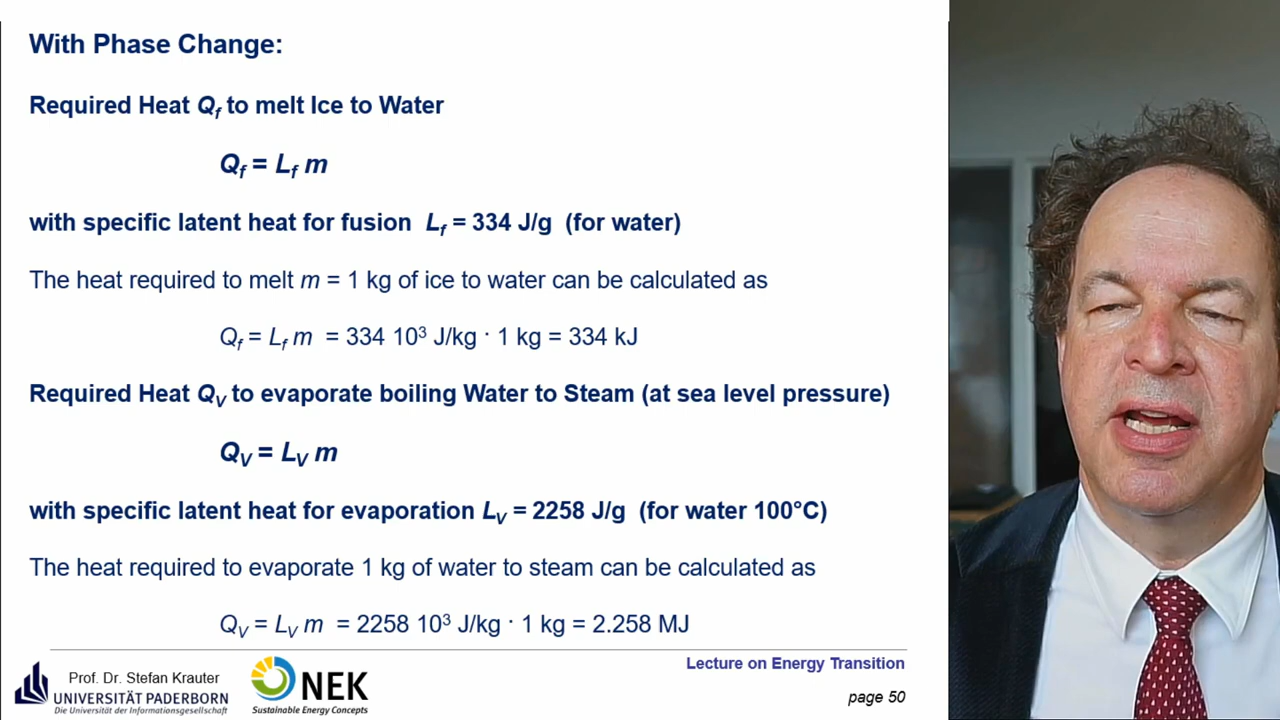 With Phase Change:
Required Heat Qf to melt Ice to Water
Qf = Lf m
with specific latent heat for fusion Lf = 334 J/g (for water)
The heat required to melt m = 1 kg of ice to water can be calculated as
Qf = Lf m = 334 10³ J/kg · 1 kg = 334 kJ
Required Heat QV to evaporate boiling Water to Steam (at sea level pressure)
QV = LV m
with specific latent heat for evaporation LV = 2258 J/g (for water 100°C)
The heat required to evaporate 1 kg of water to steam can be calculated as
QV = LV m = 2258 10³ J/kg · 1 kg = 2.258 MJ
Prof. Dr. Stefan Krauter
UNIVERSITÄT PADERBORN
Die Universität der Informationsgesellschaft
NEK
Sustainable Energy Concepts
Lecture on Energy Transition
page 50